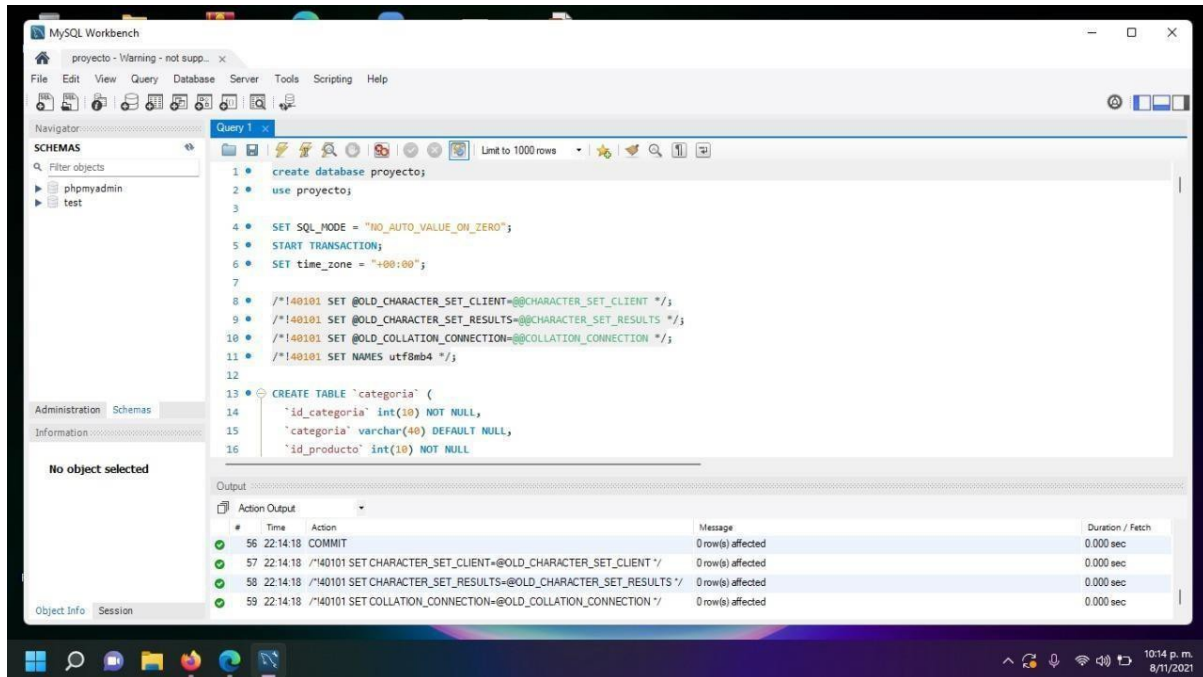 MySQL Workbench
proyecto - Warning - not supp...
File Edit View Query Database Server Tools Scripting Help
Navigator
SCHEMAS
Filter objects
phpmyadmin
test
Administration Schemas
Information
No object selected
Object Info Session
Query 1
Limit to 1000 rows
1 create database proyecto;
2 use proyecto;
3
4 SET SQL_MODE = "NO_AUTO_VALUE_ON_ZERO";
5 START TRANSACTION;
6 SET time_zone = "+00:00";
7
8 /*!40101 SET @OLD_CHARACTER_SET_CLIENT=@@CHARACTER_SET_CLIENT */;
9 /*!40101 SET @OLD_CHARACTER_SET_RESULTS=@@CHARACTER_SET_RESULTS */;
10 /*!40101 SET @OLD_COLLATION_CONNECTION=@@COLLATION_CONNECTION */;
11 /*!40101 SET NAMES utf8mb4 */;
12
13 CREATE TABLE `categoria` (
14 `id_categoria` int(10) NOT NULL,
15 `categoria` varchar(40) DEFAULT NULL,
16 `id_producto` int(10) NOT NULL
Output
Action Output
# Time Action Message Duration / Fetch
56 22:14:18 COMMIT 0 row(s) affected 0.000 sec
57 22:14:18 /*!40101 SET CHARACTER_SET_CLIENT=@OLD_CHARACTER_SET_CLIENT */ 0 row(s) affected 0.000 sec
58 22:14:18 /*!40101 SET CHARACTER_SET_RESULTS=@OLD_CHARACTER_SET_RESULTS */ 0 row(s) affected 0.000 sec
59 22:14:18 /*!40101 SET COLLATION_CONNECTION=@OLD_COLLATION_CONNECTION */ 0 row(s) affected 0.000 sec
10:14 p. m.
8/11/2021